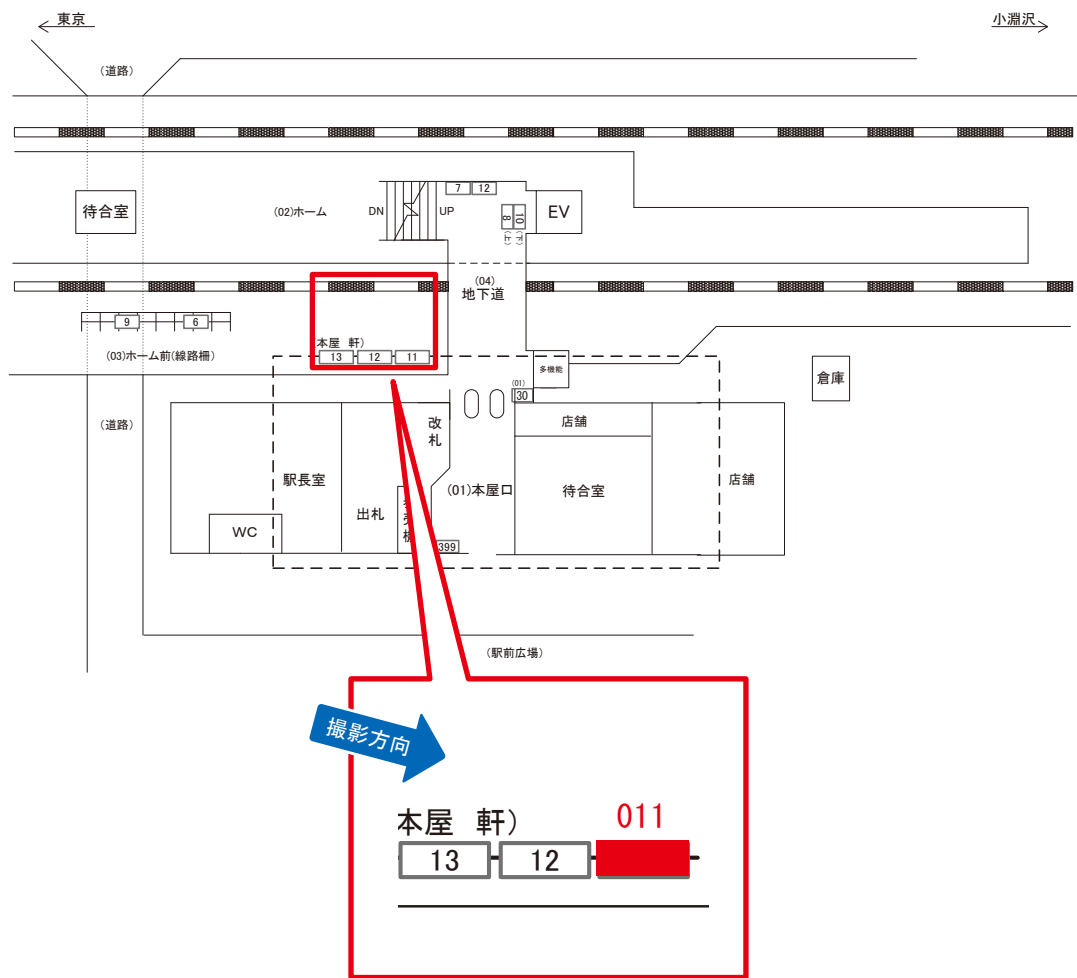 東京
小淵沢
(道路)
待合室
(02)ホーム
DN
UP
7
12
8
(上)
10
(下)
EV
(04)
地下道
9
6
(03)ホーム前(線路柵)
本屋 軒)
13
12
11
多機能
(01)
30
倉庫
(道路)
改札
店舗
駅長室
出札
(01)本屋口
待合室
店舗
WC
399
(駅前広場)
撮影方向
011
本屋 軒)
13
12